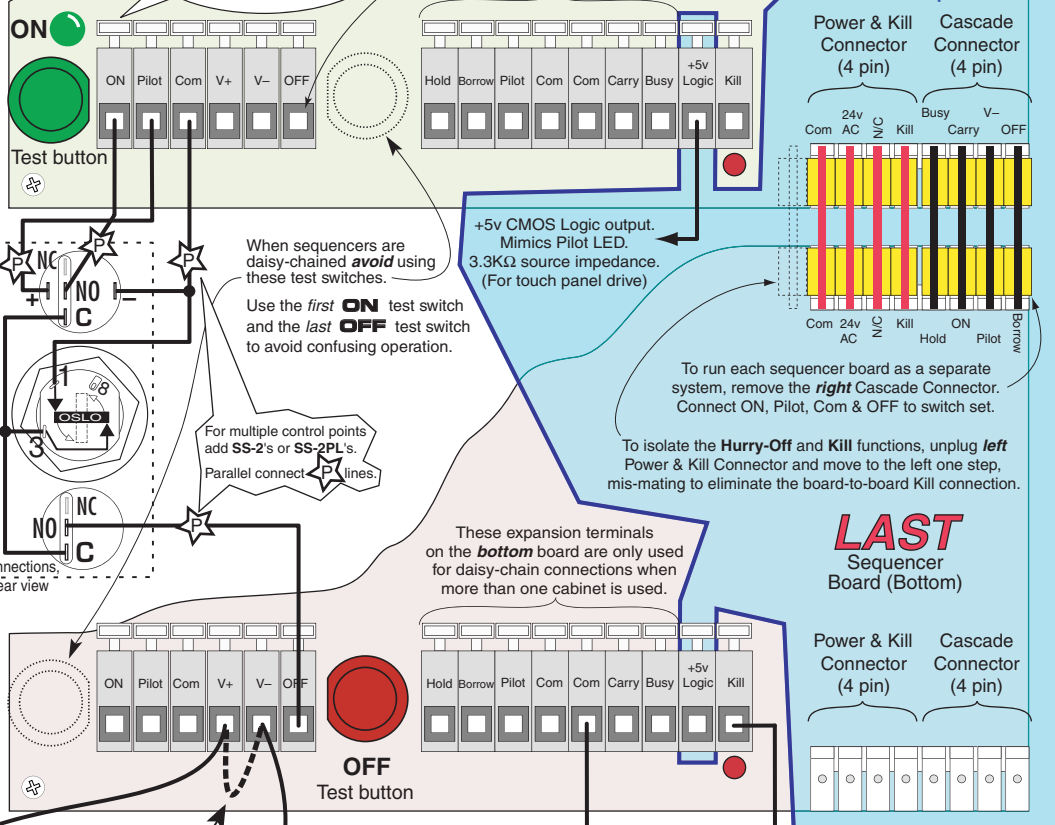 ON
Test button
ON Pilot Com V+ V– OFF
Hold Borrow Pilot Com Com Carry Busy +5v Logic Kill
Power & Kill
Connector
(4 pin)
Cascade
Connector
(4 pin)
Com 24v AC N/C Kill Busy Carry V– OFF
Com 24v AC N/C Kill Hold ON Pilot Borrow
+5v CMOS Logic output.
Mimics Pilot LED.
3.3KΩ source impedance.
(For touch panel drive)
When sequencers are
daisy-chained avoid using
these test switches.
Use the first ON test switch
and the last OFF test switch
to avoid confusing operation.
P
P
P
NC
+ NO –
C
1
8
OSLO
3
NC
NO
C
P
nnections,
ear view
For multiple control points
add SS-2's or SS-2PL's.
Parallel connect P lines.
To run each sequencer board as a separate
system, remove the right Cascade Connector.
Connect ON, Pilot, Com & OFF to switch set.
To isolate the Hurry-Off and Kill functions, unplug left
Power & Kill Connector and move to the left one step,
mis-mating to eliminate the board-to-board Kill connection.
These expansion terminals
on the bottom board are only used
for daisy-chain connections when
more than one cabinet is used.
LAST
Sequencer
Board (Bottom)
ON Pilot Com V+ V– OFF
OFF
Test button
Hold Borrow Pilot Com Com Carry Busy +5v Logic Kill
Power & Kill
Connector
(4 pin)
Cascade
Connector
(4 pin)